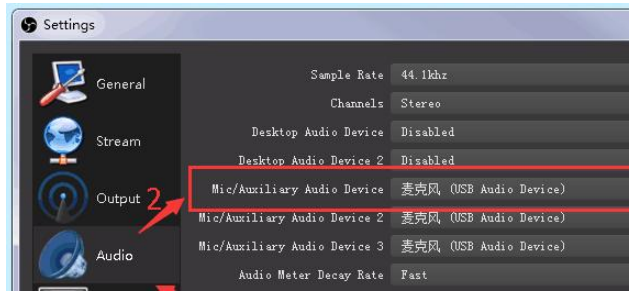 Settings
General
Stream
Output
2
Audio
Sample Rate 44.1khz
Channels Stereo
Desktop Audio Device Disabled
Desktop Audio Device 2 Disabled
Mic/Auxiliary Audio Device 麦克风 (USB Audio Device)
Mic/Auxiliary Audio Device 2 麦克风 (USB Audio Device)
Mic/Auxiliary Audio Device 3 麦克风 (USB Audio Device)
Audio Meter Decay Rate Fast